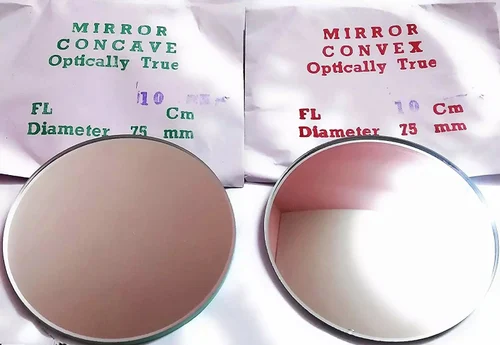 MIRROR
CONCAVE
Optically True
FL 10 Cm
Diameter 75 mm
MIRROR
CONVEX
Optically True
FL 10 Cm
Diameter 75 mm